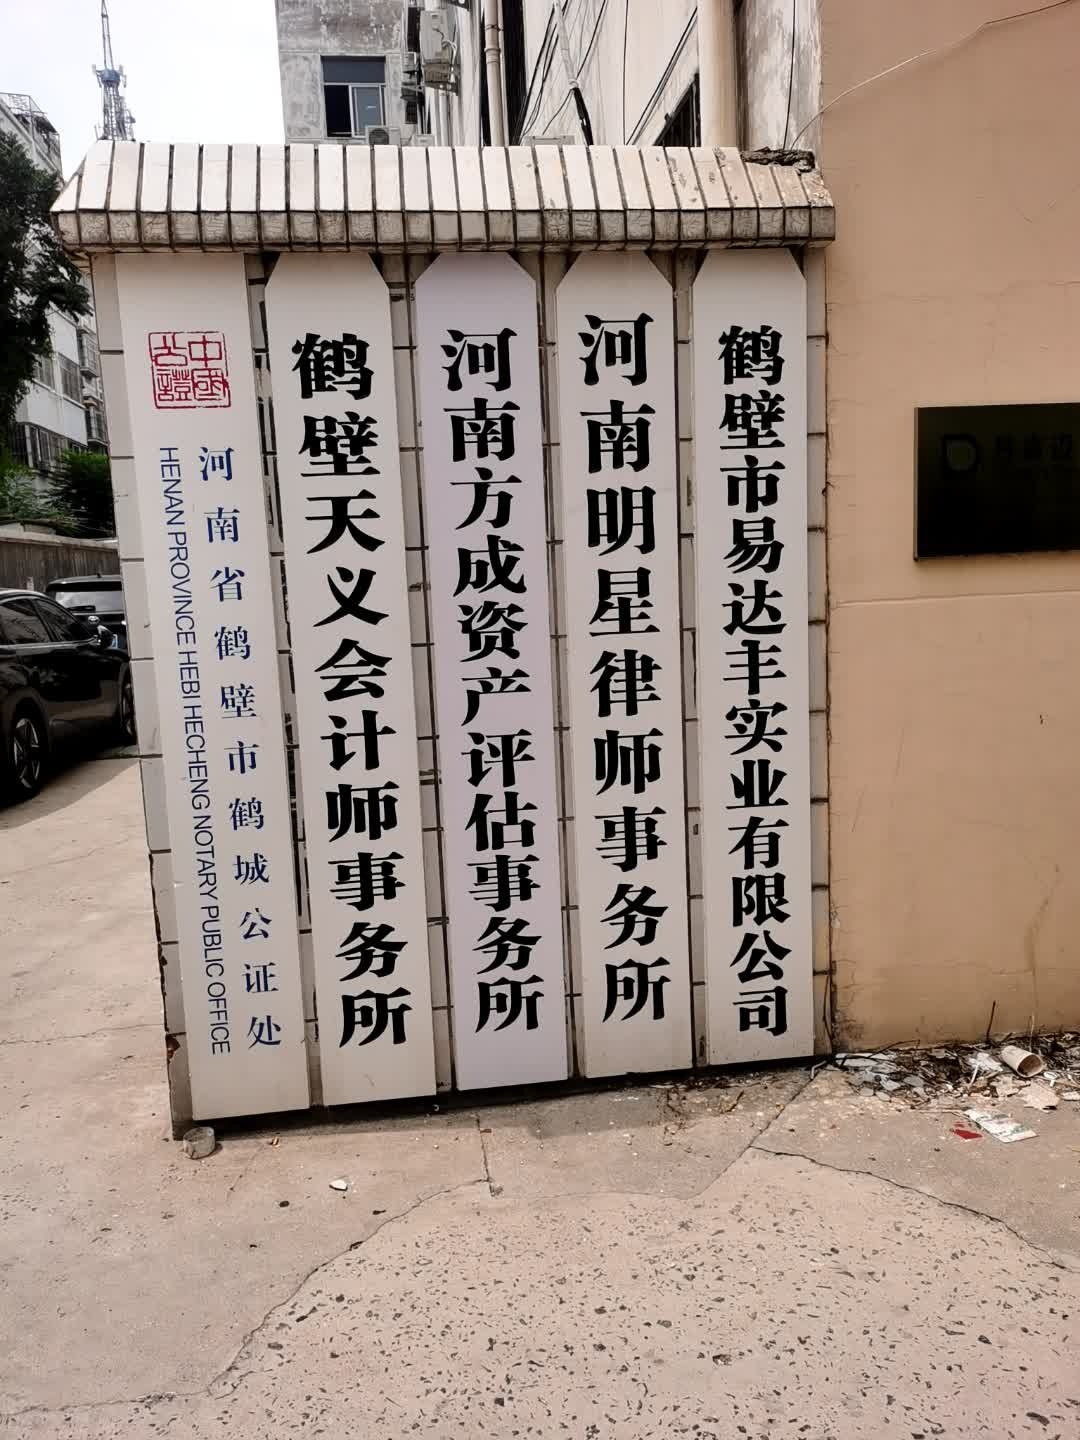 中國公證
河南省鹤壁市鹤城公证处
HENAN PROVINCE HEBI HECHENG NOTARY PUBLIC OFFICE
鹤壁天义会计师事务所
河南方成资产评估事务所
河南明星律师事务所
鹤壁市易达丰实业有限公司